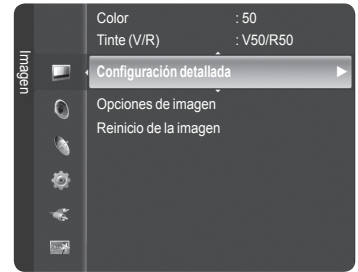 Imagen
Color : 50
Tinte (V/R) : V50/R50
Configuración detallada
Opciones de imagen
Reinicio de la imagen